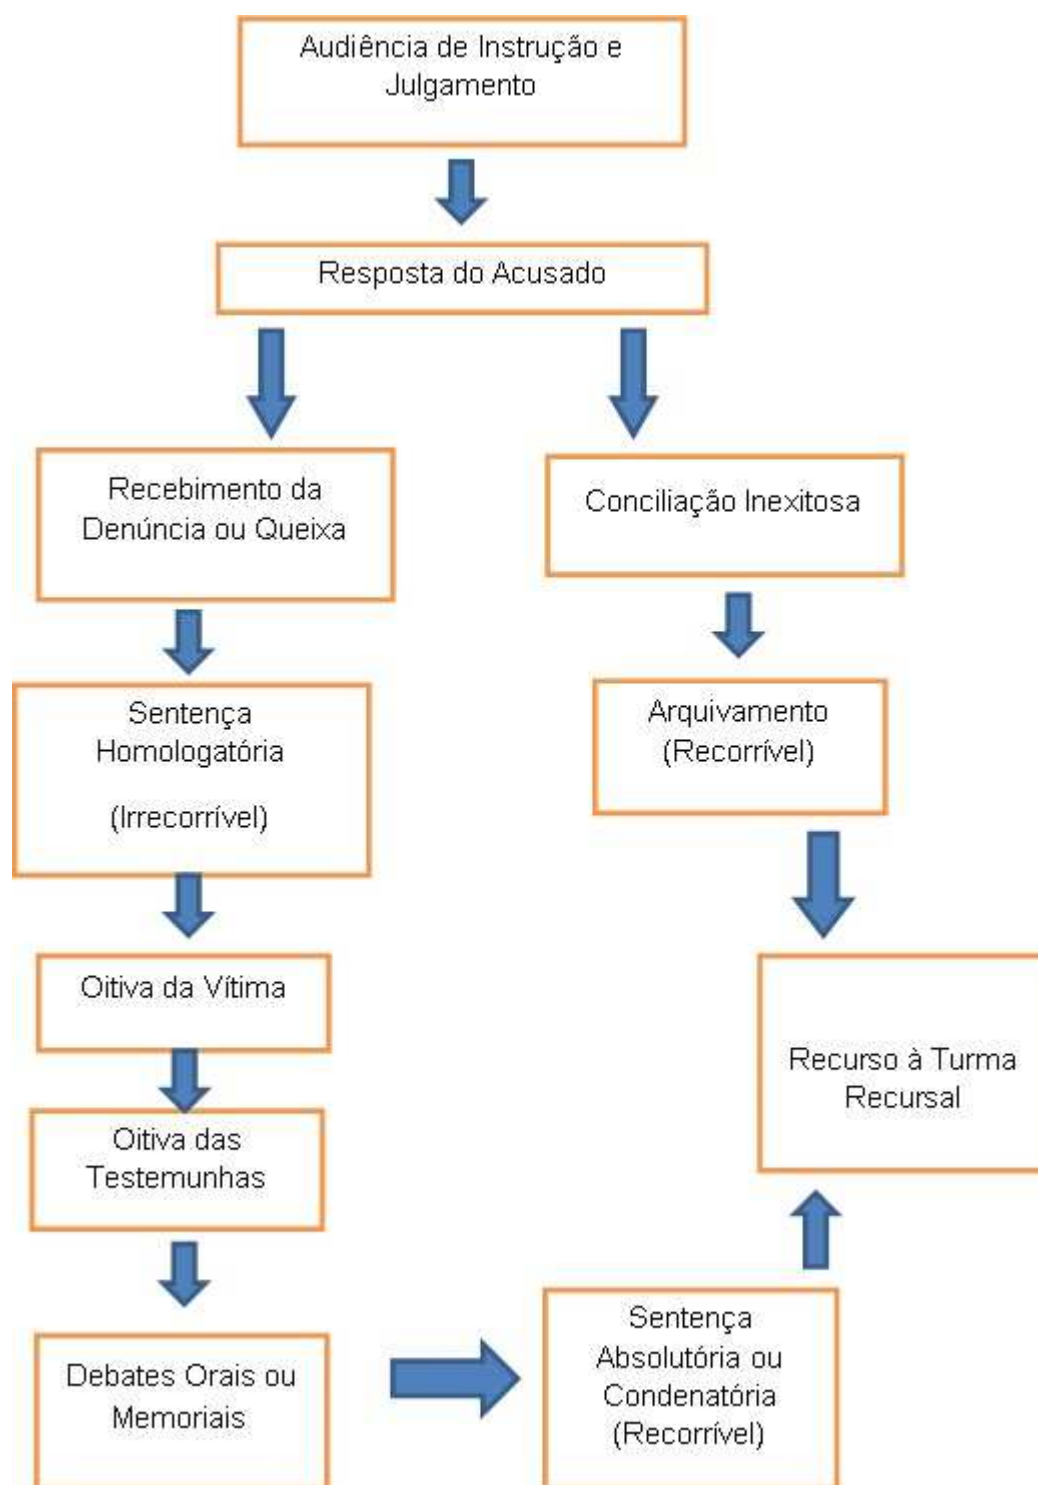 Audiência de Instrução e
Julgamento
Resposta do Acusado
Recebimento da
Denúncia ou Queixa
Conciliação Inexitosa
Sentença
Homologatória
(Irrecorrível)
Arquivamento
(Recorrível)
Oitiva da Vítima
Recurso à Turma
Recursal
Oitiva das
Testemunhas
Debates Orais ou
Memoriais
Sentença
Absolutória ou
Condenatória
(Recorrível)